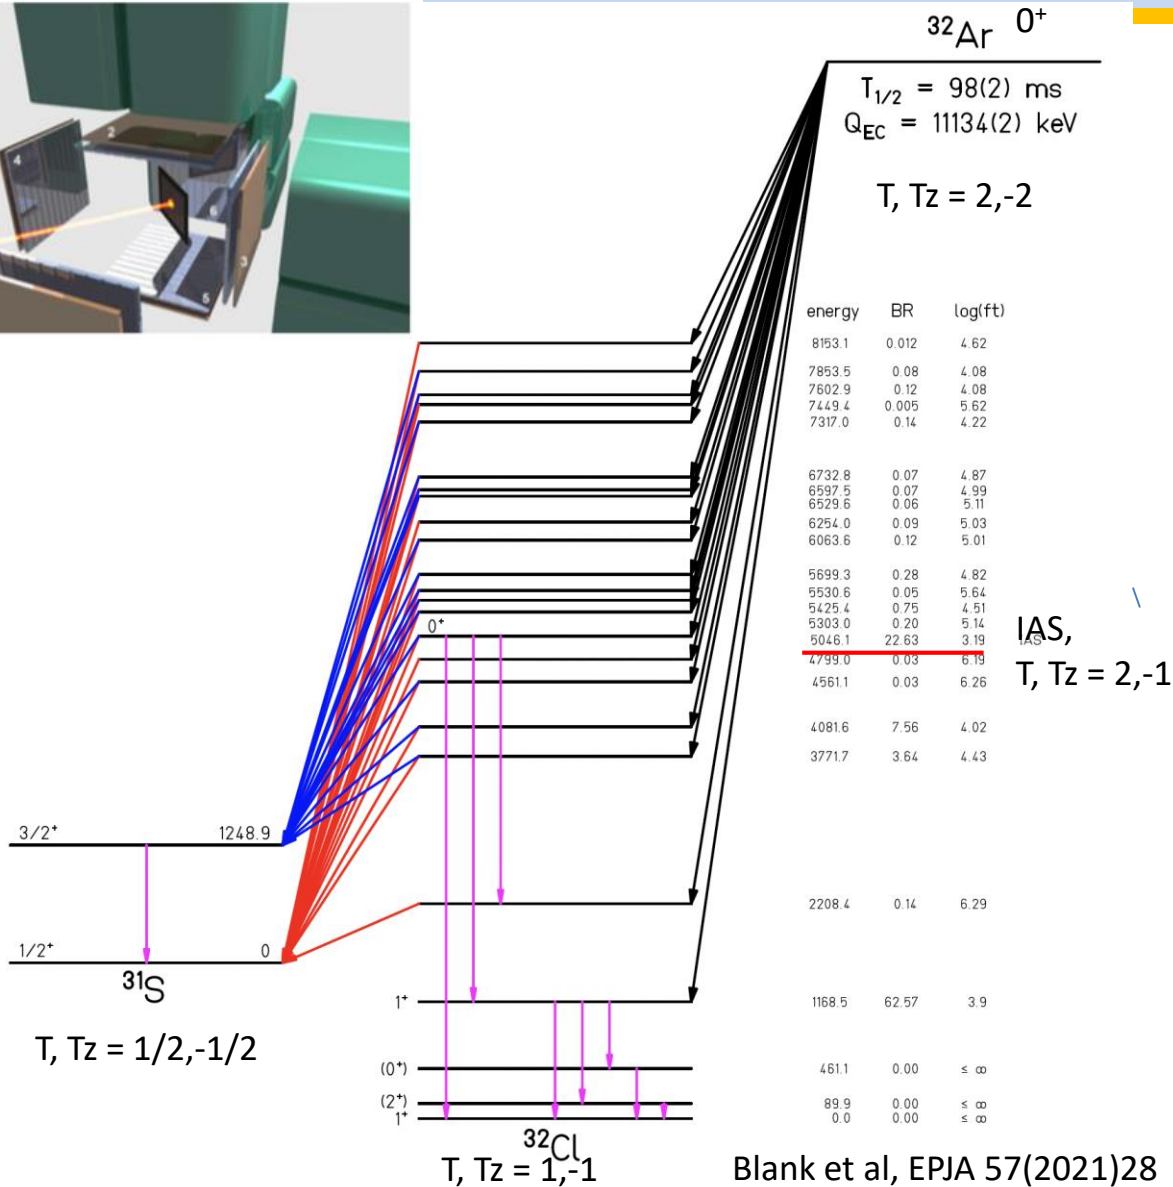 2
4
6
3
5
³²Ar 0⁺
T₁/₂ = 98(2) ms
Q_EC = 11134(2) keV
T, Tz = 2,-2
energy BR log(ft)
8153.1 0.012 4.62
7853.5 0.08 4.08
7602.9 0.12 4.08
7449.4 0.005 5.62
7317.0 0.14 4.22
6732.8 0.07 4.87
6597.5 0.07 4.99
6529.6 0.06 5.11
6254.0 0.09 5.03
6063.6 0.12 5.01
5699.3 0.28 4.82
5530.6 0.05 5.64
5425.4 0.75 4.51
5303.0 0.20 5.14
0⁺ 5046.1 22.63 3.19 IAS
IAS,
4799.0 0.03 6.19
T, Tz = 2,-1
4561.1 0.03 6.26
4081.6 7.56 4.02
3771.7 3.64 4.43
3/2⁺ 1248.9
2208.4 0.14 6.29
1/2⁺ 0
³¹S
1⁺ 1168.5 62.57 3.9
T, Tz = 1/2,-1/2
(0⁺) 461.1 0.00 ≤ ∞
(2⁺) 89.9 0.00 ≤ ∞
1⁺ 0.0 0.00 ≤ ∞
³²Cl
T, Tz = 1,-1
Blank et al, EPJA 57(2021)28